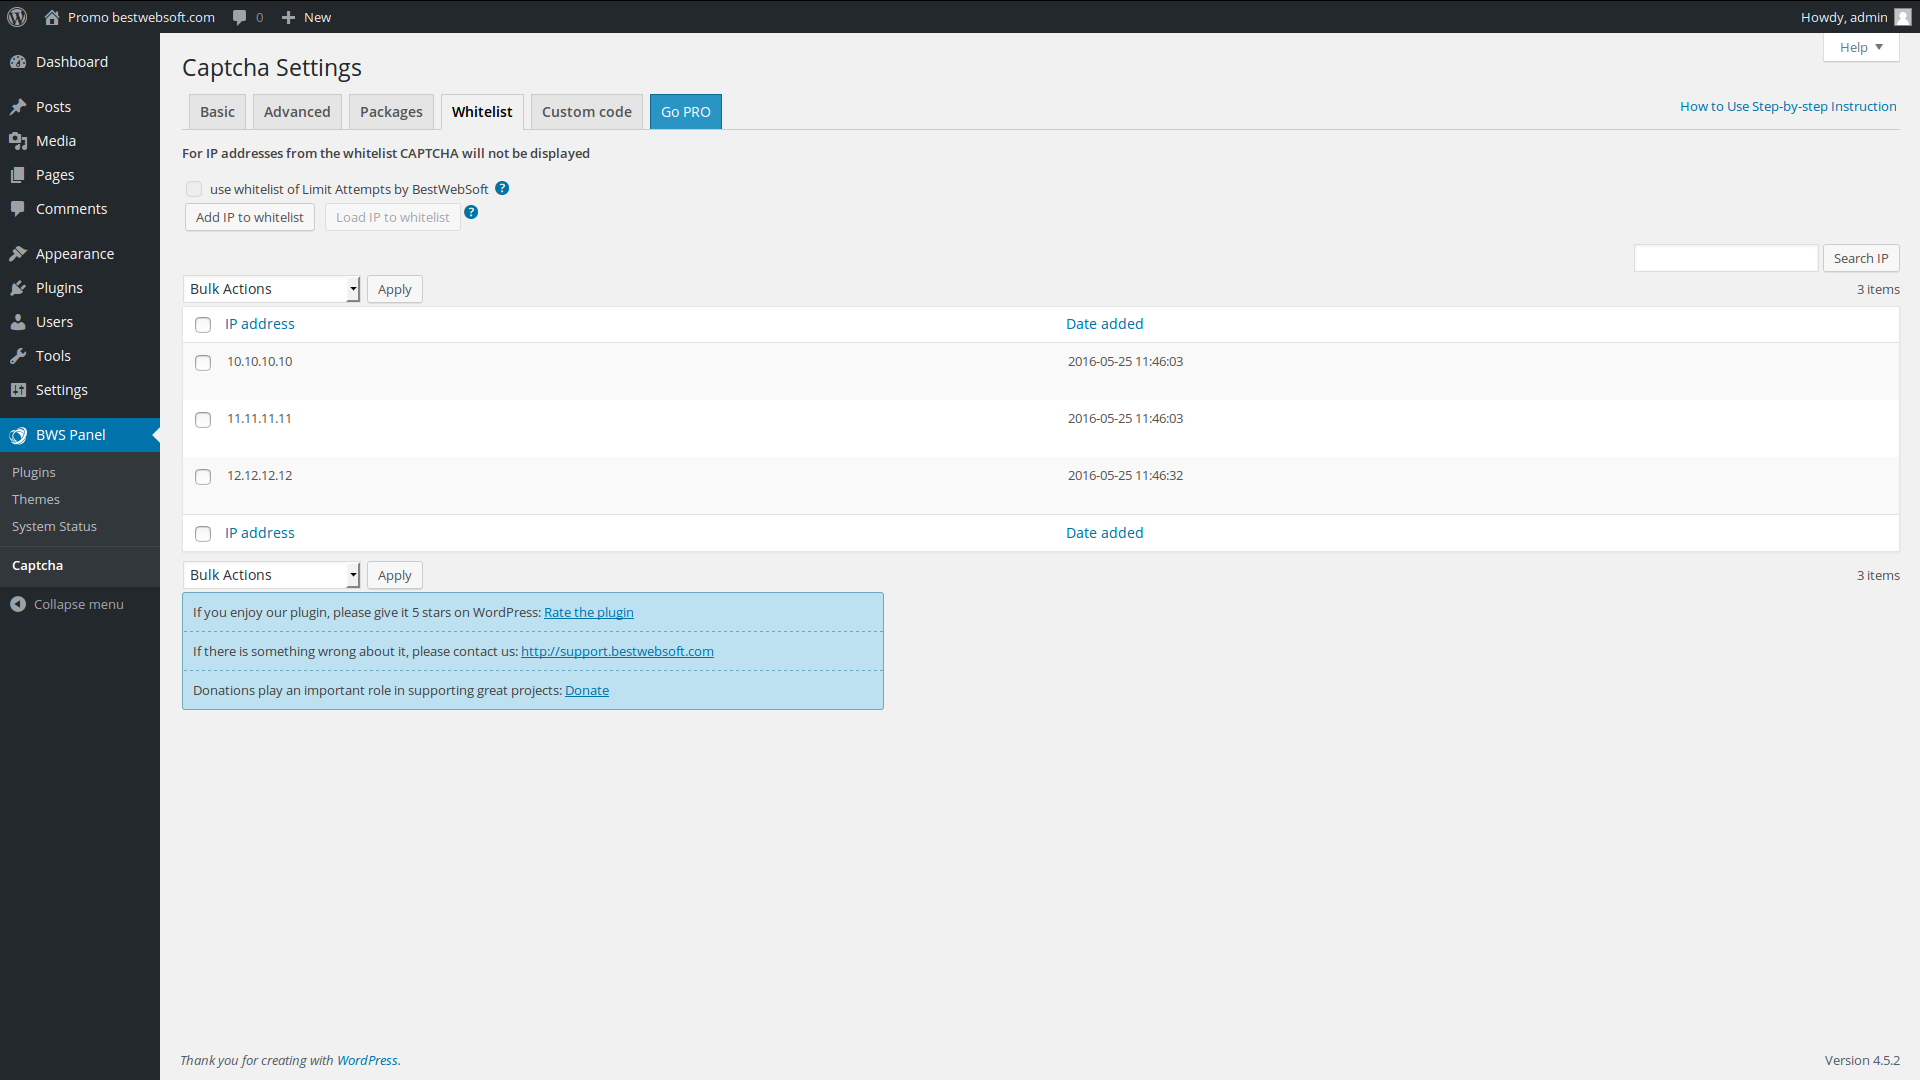 Promo bestwebsoft.com 0 New Howdy, admin
Help
Dashboard
Posts
Media
Pages
Comments
Appearance
Plugins
Users
Tools
Settings
BWS Panel
Plugins
Themes
System Status
Captcha
Collapse menu
Captcha Settings
Basic Advanced Packages Whitelist Custom code Go PRO
How to Use Step-by-step Instruction
For IP addresses from the whitelist CAPTCHA will not be displayed
use whitelist of Limit Attempts by BestWebSoft ?
Add IP to whitelist Load IP to whitelist ?
Search IP
Bulk Actions Apply 3 items
IP address Date added
10.10.10.10 2016-05-25 11:46:03
11.11.11.11 2016-05-25 11:46:03
12.12.12.12 2016-05-25 11:46:32
IP address Date added
Bulk Actions Apply 3 items
If you enjoy our plugin, please give it 5 stars on WordPress: Rate the plugin
If there is something wrong about it, please contact us: http://support.bestwebsoft.com
Donations play an important role in supporting great projects: Donate
Thank you for creating with WordPress. Version 4.5.2